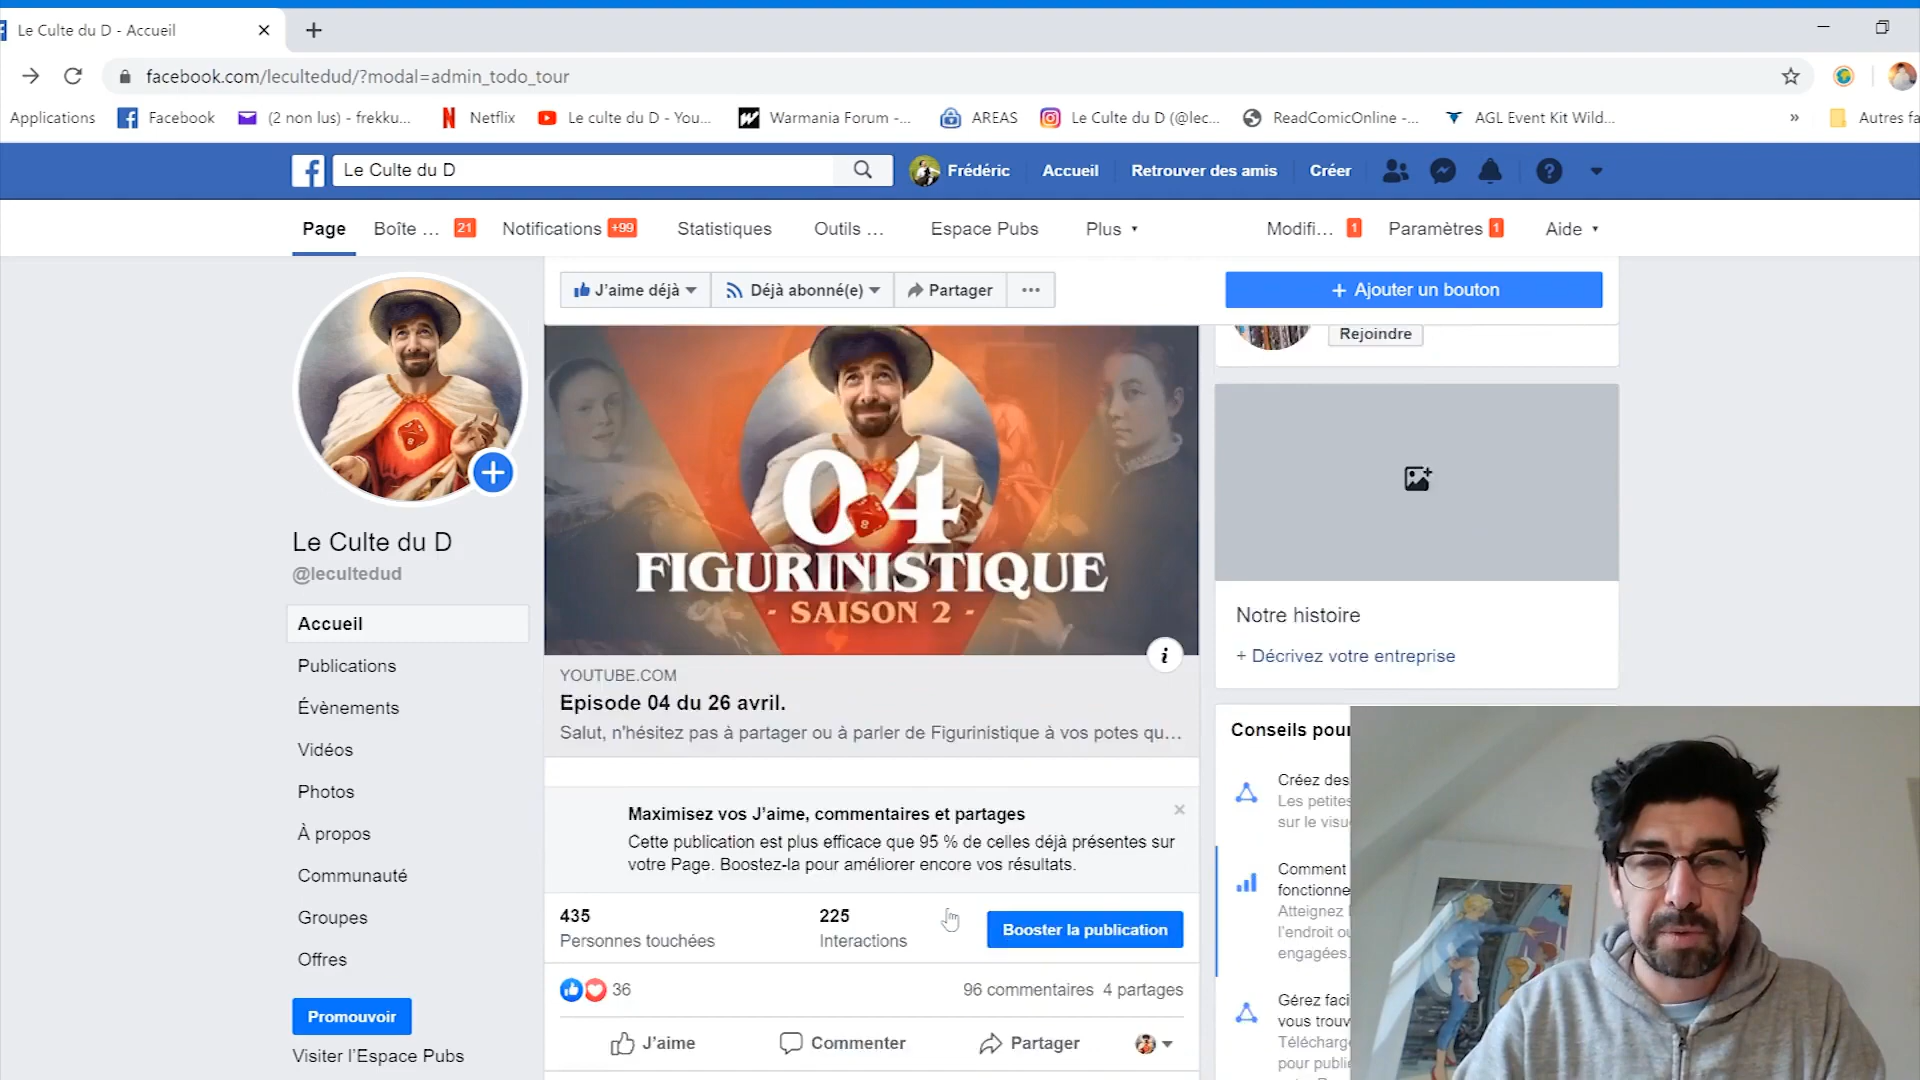 Le Culte du D - Accueil
facebook.com/lecultedud/?modal=admin_todo_tour
Applications Facebook (2 non lus) - frekku... Netflix Le culte du D - You... Warmania Forum -... AREAS Le Culte du D (@lec... ReadComicOnline -... AGL Event Kit Wild... » Autres fa
Le Culte du D Frédéric Accueil Retrouver des amis Créer
Page Boîte ... 21 Notifications +99 Statistiques Outils ... Espace Pubs Plus Modifi... 1 Paramètres 1 Aide
J'aime déjà Déjà abonné(e) Partager ... + Ajouter un bouton
Rejoindre
04
FIGURINISTIQUE
- SAISON 2 -
Le Culte du D
@lecultedud
Accueil
Publications
Évènements
Vidéos
Photos
À propos
Communauté
Groupes
Offres
Promouvoir
Visiter l'Espace Pubs
YOUTUBE.COM
Episode 04 du 26 avril.
Salut, n'hésitez pas à partager ou à parler de Figurinistique à vos potes qu...
Maximisez vos J'aime, commentaires et partages
Cette publication est plus efficace que 95 % de celles déjà présentes sur
votre Page. Boostez-la pour améliorer encore vos résultats.
435 225
Personnes touchées Interactions
Booster la publication
36 96 commentaires 4 partages
J'aime Commenter Partager
Notre histoire
+ Décrivez votre entreprise
Conseils pour
Créez des
Les petites
sur le visu
Comment
fonctionne
Atteignez
l'endroit ou
engagées.
Gérez faci
vous trouv
Télécharge
pour publi